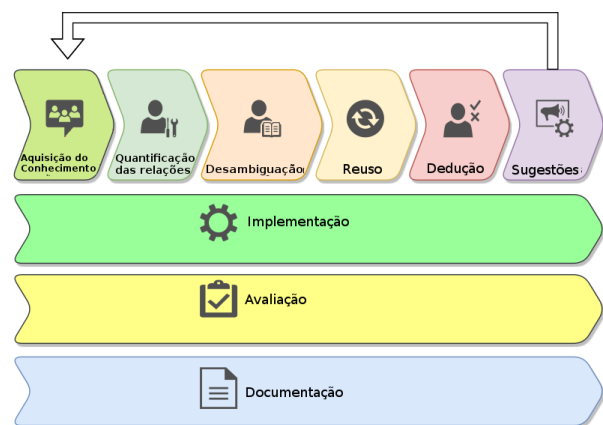 Aquisição do
Conhecimento
Quantificação
das relações
Desambiguação
Reuso
Dedução
Sugestões
Implementação
Avaliação
Documentação